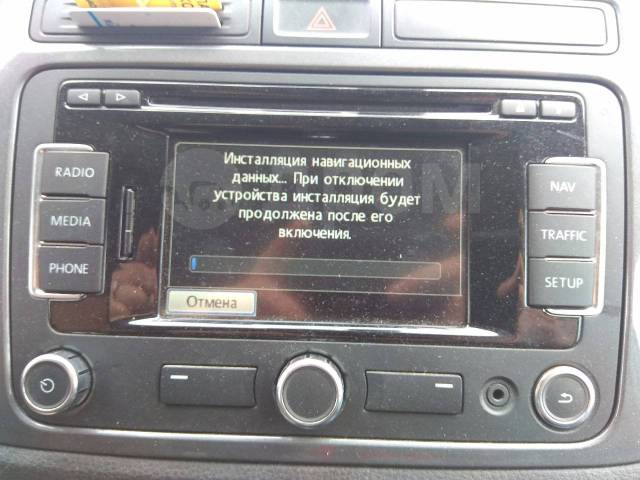 RADIO
MEDIA
PHONE
Инсталляция навигационных
данных... При отключении
устройства инсталляция будет
продолжена после его
включения.
Отмена
NAV
TRAFFIC
SETUP